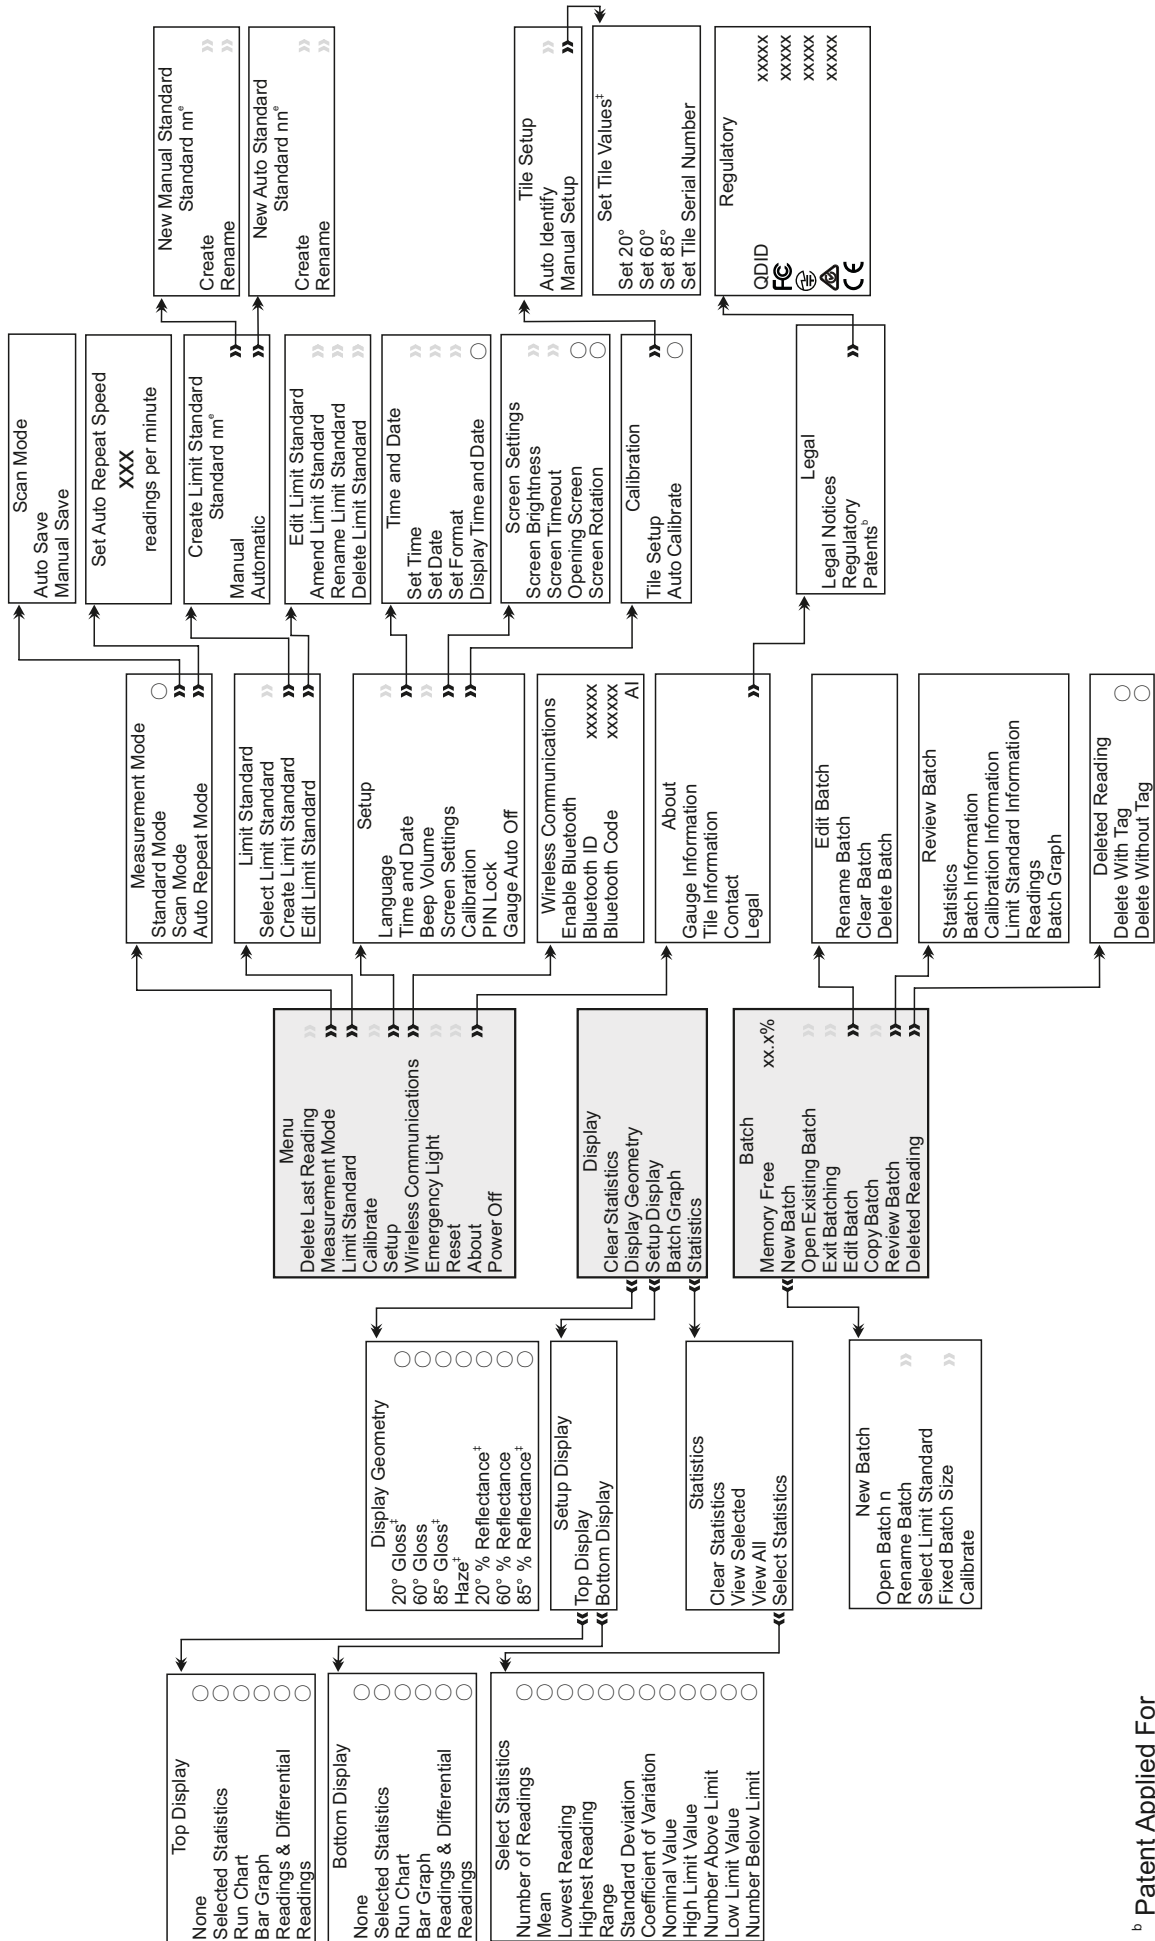 Top Display
None
Selected Statistics
Run Chart
Bar Graph
Readings & Differential
Readings
Bottom Display
None
Selected Statistics
Run Chart
Bar Graph
Readings & Differential
Readings
Select Statistics
Number of Readings
Mean
Lowest Reading
Highest Reading
Range
Standard Deviation
Coefficient of Variation
Nominal Value
High Limit Value
Number Above Limit
Low Limit Value
Number Below Limit
Display Geometry
20° Gloss‡
60° Gloss
85° Gloss‡
Haze‡
20° % Reflectance‡
60° % Reflectance
85° % Reflectance‡
Setup Display
Top Display
Bottom Display
Statistics
Clear Statistics
View Selected
View All
Select Statistics
New Batch
Open Batch n
Rename Batch
Select Limit Standard
Fixed Batch Size
Calibrate
Menu
Delete Last Reading
Measurement Mode
Limit Standard
Calibrate
Setup
Wireless Communications
Emergency Light
Reset
About
Power Off
Display
Clear Statistics
Display Geometry
Setup Display
Batch Graph
Statistics
Batch
Memory Free xx.x%
New Batch
Open Existing Batch
Exit Batching
Edit Batch
Copy Batch
Review Batch
Deleted Reading
Measurement Mode
Standard Mode
Scan Mode
Auto Repeat Mode
Limit Standard
Select Limit Standard
Create Limit Standard
Edit Limit Standard
Setup
Language
Time and Date
Beep Volume
Screen Settings
Calibration
PIN Lock
Gauge Auto Off
Wireless Communications
Enable Bluetooth
Bluetooth ID xxxxxx
Bluetooth Code xxxxxx
AI
About
Gauge Information
Tile Information
Contact
Legal
Edit Batch
Rename Batch
Clear Batch
Delete Batch
Review Batch
Statistics
Batch Information
Calibration Information
Limit Standard Information
Readings
Batch Graph
Deleted Reading
Delete With Tag
Delete Without Tag
Scan Mode
Auto Save
Manual Save
Set Auto Repeat Speed
XXX
readings per minute
Create Limit Standard
Standard nnᵉ
Manual
Automatic
Edit Limit Standard
Amend Limit Standard
Rename Limit Standard
Delete Limit Standard
Time and Date
Set Time
Set Date
Set Format
Display Time and Date
Screen Settings
Screen Brightness
Screen Timeout
Opening Screen
Screen Rotation
Calibration
Tile Setup
Auto Calibrate
Legal
Legal Notices
Regulatory
Patentsᵇ
New Manual Standard
Standard nnᵉ
Create
Rename
New Auto Standard
Standard nnᵉ
Create
Rename
Tile Setup
Auto Identify
Manual Setup
Set Tile Values‡
Set 20°
Set 60°
Set 85°
Set Tile Serial Number
Regulatory
QDID xxxxx
FC xxxxx
xxxxx
CE xxxxx
ᵇ Patent Applied For